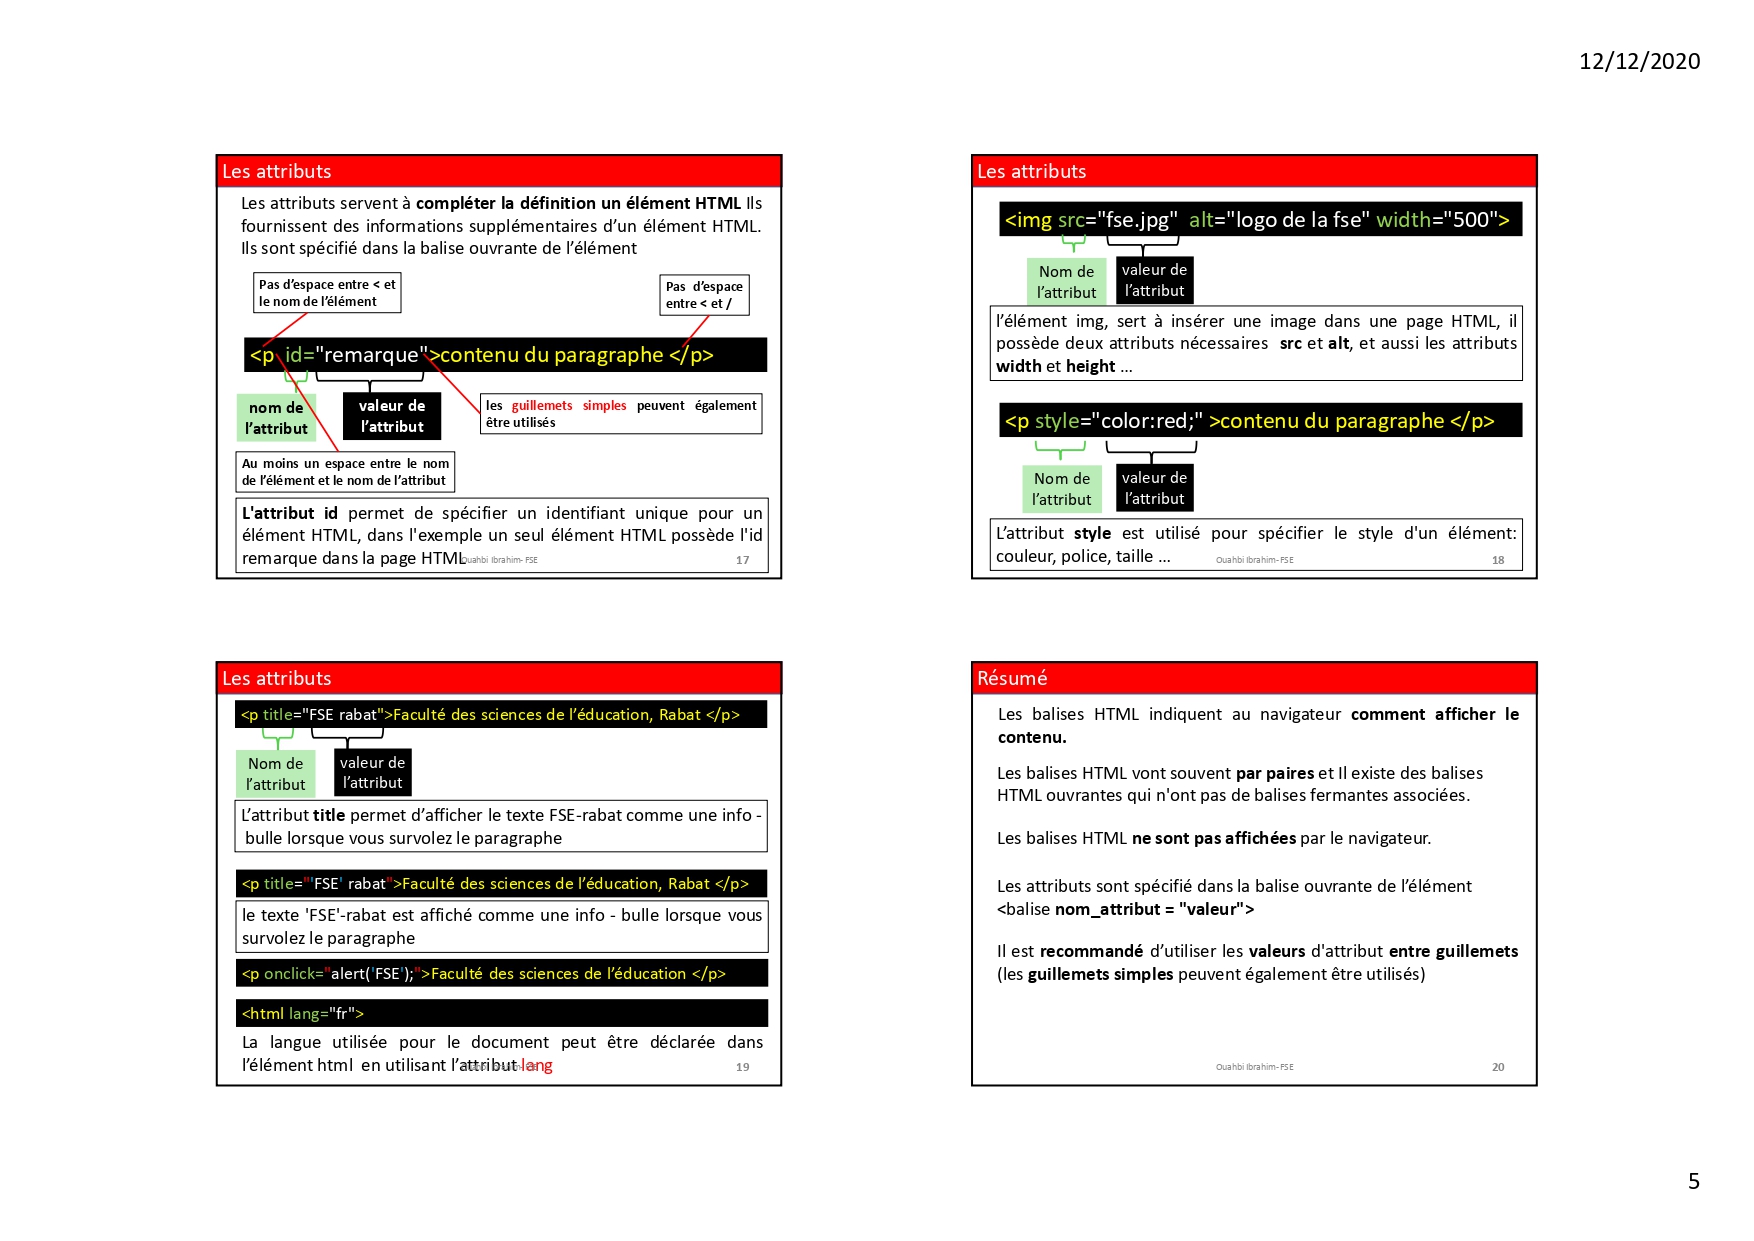 12/12/2020
Les attributs
Les attributs servent à compléter la définition un élément HTML Ils
fournissent des informations supplémentaires d’un élément HTML.
Ils sont spécifié dans la balise ouvrante de l’élément
Pas d’espace entre < et
le nom de l’élément
Pas d’espace
entre < et /
<p id="remarque">contenu du paragraphe </p>
nom de
l’attribut
valeur de
l’attribut
les guillemets simples peuvent également
être utilisés
Au moins un espace entre le nom
de l’élément et le nom de l’attribut
L'attribut id permet de spécifier un identifiant unique pour un
élément HTML, dans l'exemple un seul élément HTML possède l'id
remarque dans la page HTML
Ouahbi Ibrahim- FSE
17
Les attributs
<img src="fse.jpg" alt="logo de la fse" width="500">
Nom de
l’attribut
valeur de
l’attribut
l’élément img, sert à insérer une image dans une page HTML, il
possède deux attributs nécessaires src et alt, et aussi les attributs
width et height ...
<p style="color:red;" >contenu du paragraphe </p>
Nom de
l’attribut
valeur de
l’attribut
L’attribut style est utilisé pour spécifier le style d'un élément:
couleur, police, taille ...
Ouahbi Ibrahim- FSE
18
Les attributs
<p title="FSE rabat">Faculté des sciences de l’éducation, Rabat </p>
Nom de
l’attribut
valeur de
l’attribut
L’attribut title permet d’afficher le texte FSE-rabat comme une info -
bulle lorsque vous survolez le paragraphe
<p title="'FSE' rabat">Faculté des sciences de l’éducation, Rabat </p>
le texte 'FSE'-rabat est affiché comme une info - bulle lorsque vous
survolez le paragraphe
<p onclick="alert('FSE');">Faculté des sciences de l’éducation </p>
<html lang="fr">
La langue utilisée pour le document peut être déclarée dans
l’élément html en utilisant l’attribut lang
Ouahbi Ibrahim- FSE
19
Résumé
Les balises HTML indiquent au navigateur comment afficher le
contenu.
Les balises HTML vont souvent par paires et Il existe des balises
HTML ouvrantes qui n'ont pas de balises fermantes associées.
Les balises HTML ne sont pas affichées par le navigateur.
Les attributs sont spécifié dans la balise ouvrante de l’élément
<balise nom_attribut = "valeur">
Il est recommandé d’utiliser les valeurs d'attribut entre guillemets
(les guillemets simples peuvent également être utilisés)
Ouahbi Ibrahim- FSE
20
5